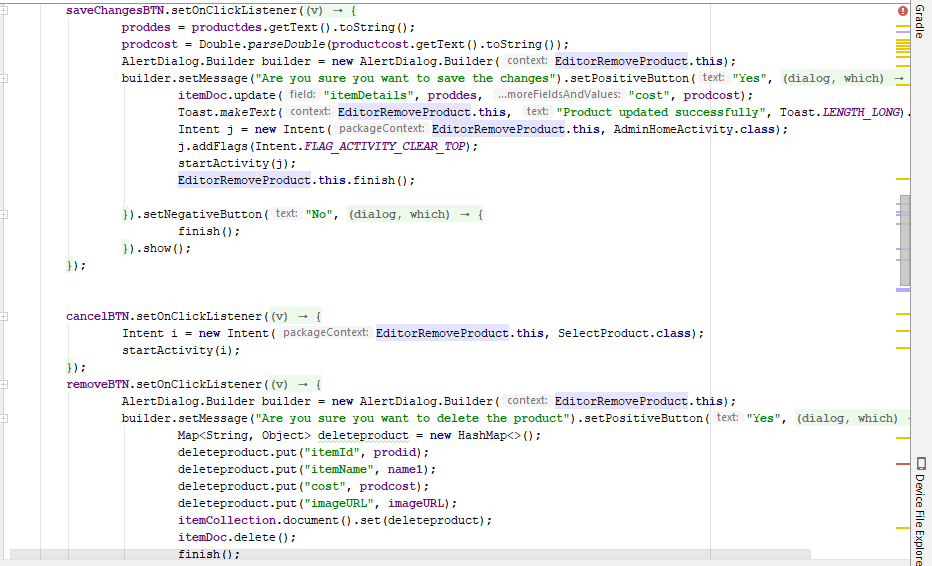 saveChangesBTN.setOnClickListener((v) → {
proddes = productdes.getText().toString();
prodcost = Double.parseDouble(productcost.getText().toString());
AlertDialog.Builder builder = new AlertDialog.Builder( context: EditorRemoveProduct.this);
builder.setMessage("Are you sure you want to save the changes").setPositiveButton( text: "Yes", (dialog, which) →
itemDoc.update( field: "itemDetails", proddes, ...moreFieldsAndValues: "cost", prodcost);
Toast.makeText( context: EditorRemoveProduct.this, text: "Product updated successfully", Toast.LENGTH_LONG).
Intent j = new Intent( packageContext: EditorRemoveProduct.this, AdminHomeActivity.class);
j.addFlags(Intent.FLAG_ACTIVITY_CLEAR_TOP);
startActivity(j);
EditorRemoveProduct.this.finish();
}).setNegativeButton( text: "No", (dialog, which) → {
finish();
}).show();
});
cancelBTN.setOnClickListener((v) → {
Intent i = new Intent( packageContext: EditorRemoveProduct.this, SelectProduct.class);
startActivity(i);
});
removeBTN.setOnClickListener((v) → {
AlertDialog.Builder builder = new AlertDialog.Builder( context: EditorRemoveProduct.this);
builder.setMessage("Are you sure you want to delete the product").setPositiveButton( text: "Yes", (dialog, which)
Map<String, Object> deleteproduct = new HashMap<>();
deleteproduct.put("itemId", prodid);
deleteproduct.put("itemName", name1);
deleteproduct.put("cost", prodcost);
deleteproduct.put("imageURL", imageURL);
itemCollection.document().set(deleteproduct);
itemDoc.delete();
finish();
Gradle
Device File Explore